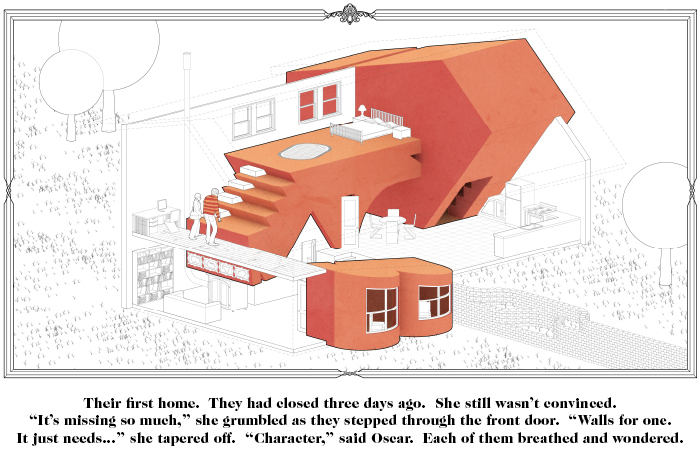 Their first home. They had closed three days ago. She still wasn't convinced.
“It's missing so much,” she grumbled as they stepped through the front door. “Walls for one.
It just needs...” she tapered off. “Character,” said Oscar. Each of them breathed and wondered.